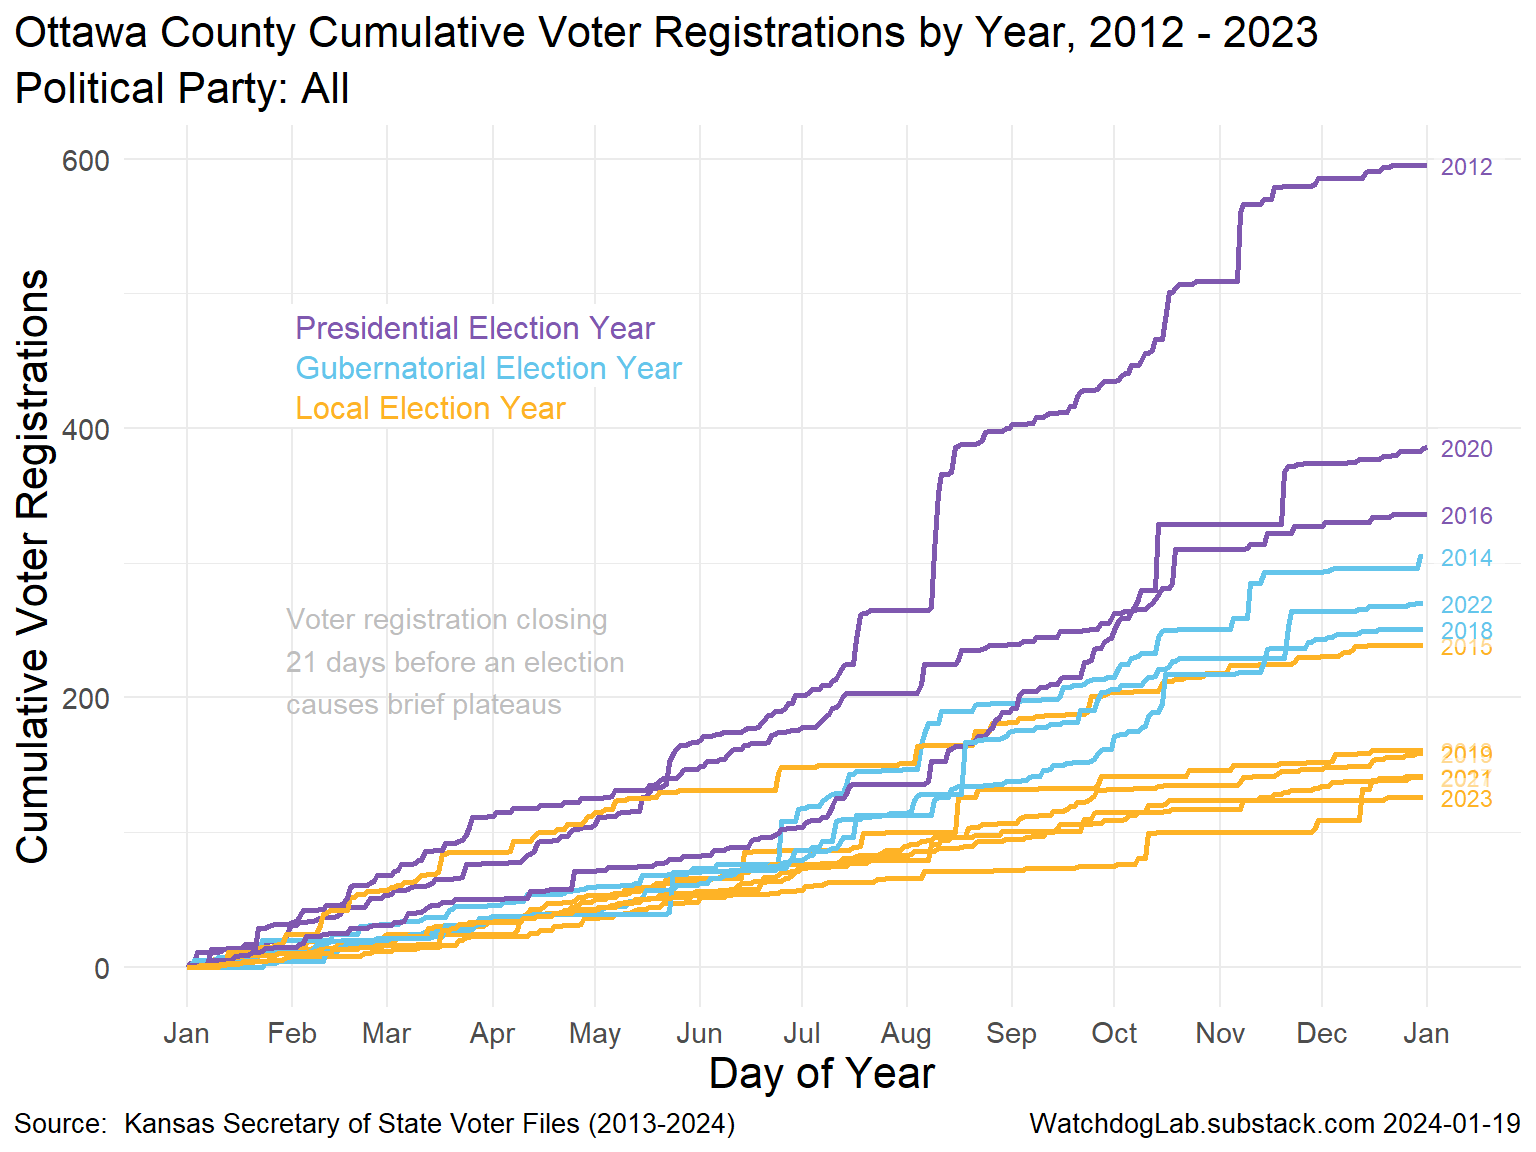 Ottawa County Cumulative Voter Registrations by Year, 2012 - 2023
Political Party: All
Cumulative Voter Registrations
600
400
200
0
Presidential Election Year
Gubernatorial Election Year
Local Election Year
Voter registration closing
21 days before an election
causes brief plateaus
2012
2020
2016
2014
2022
2018
2015
2019
2021
2023
Jan Feb Mar Apr May Jun Jul Aug Sep Oct Nov Dec Jan
Day of Year
Source:  Kansas Secretary of State Voter Files (2013-2024)
WatchdogLab.substack.com 2024-01-19